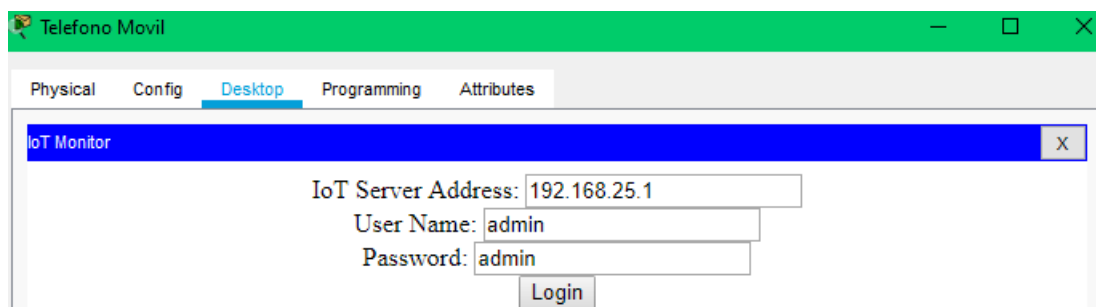 Telefono Movil
Physical Config Desktop Programming Attributes
IoT Monitor X
IoT Server Address: 192.168.25.1
User Name: admin
Password: admin
Login